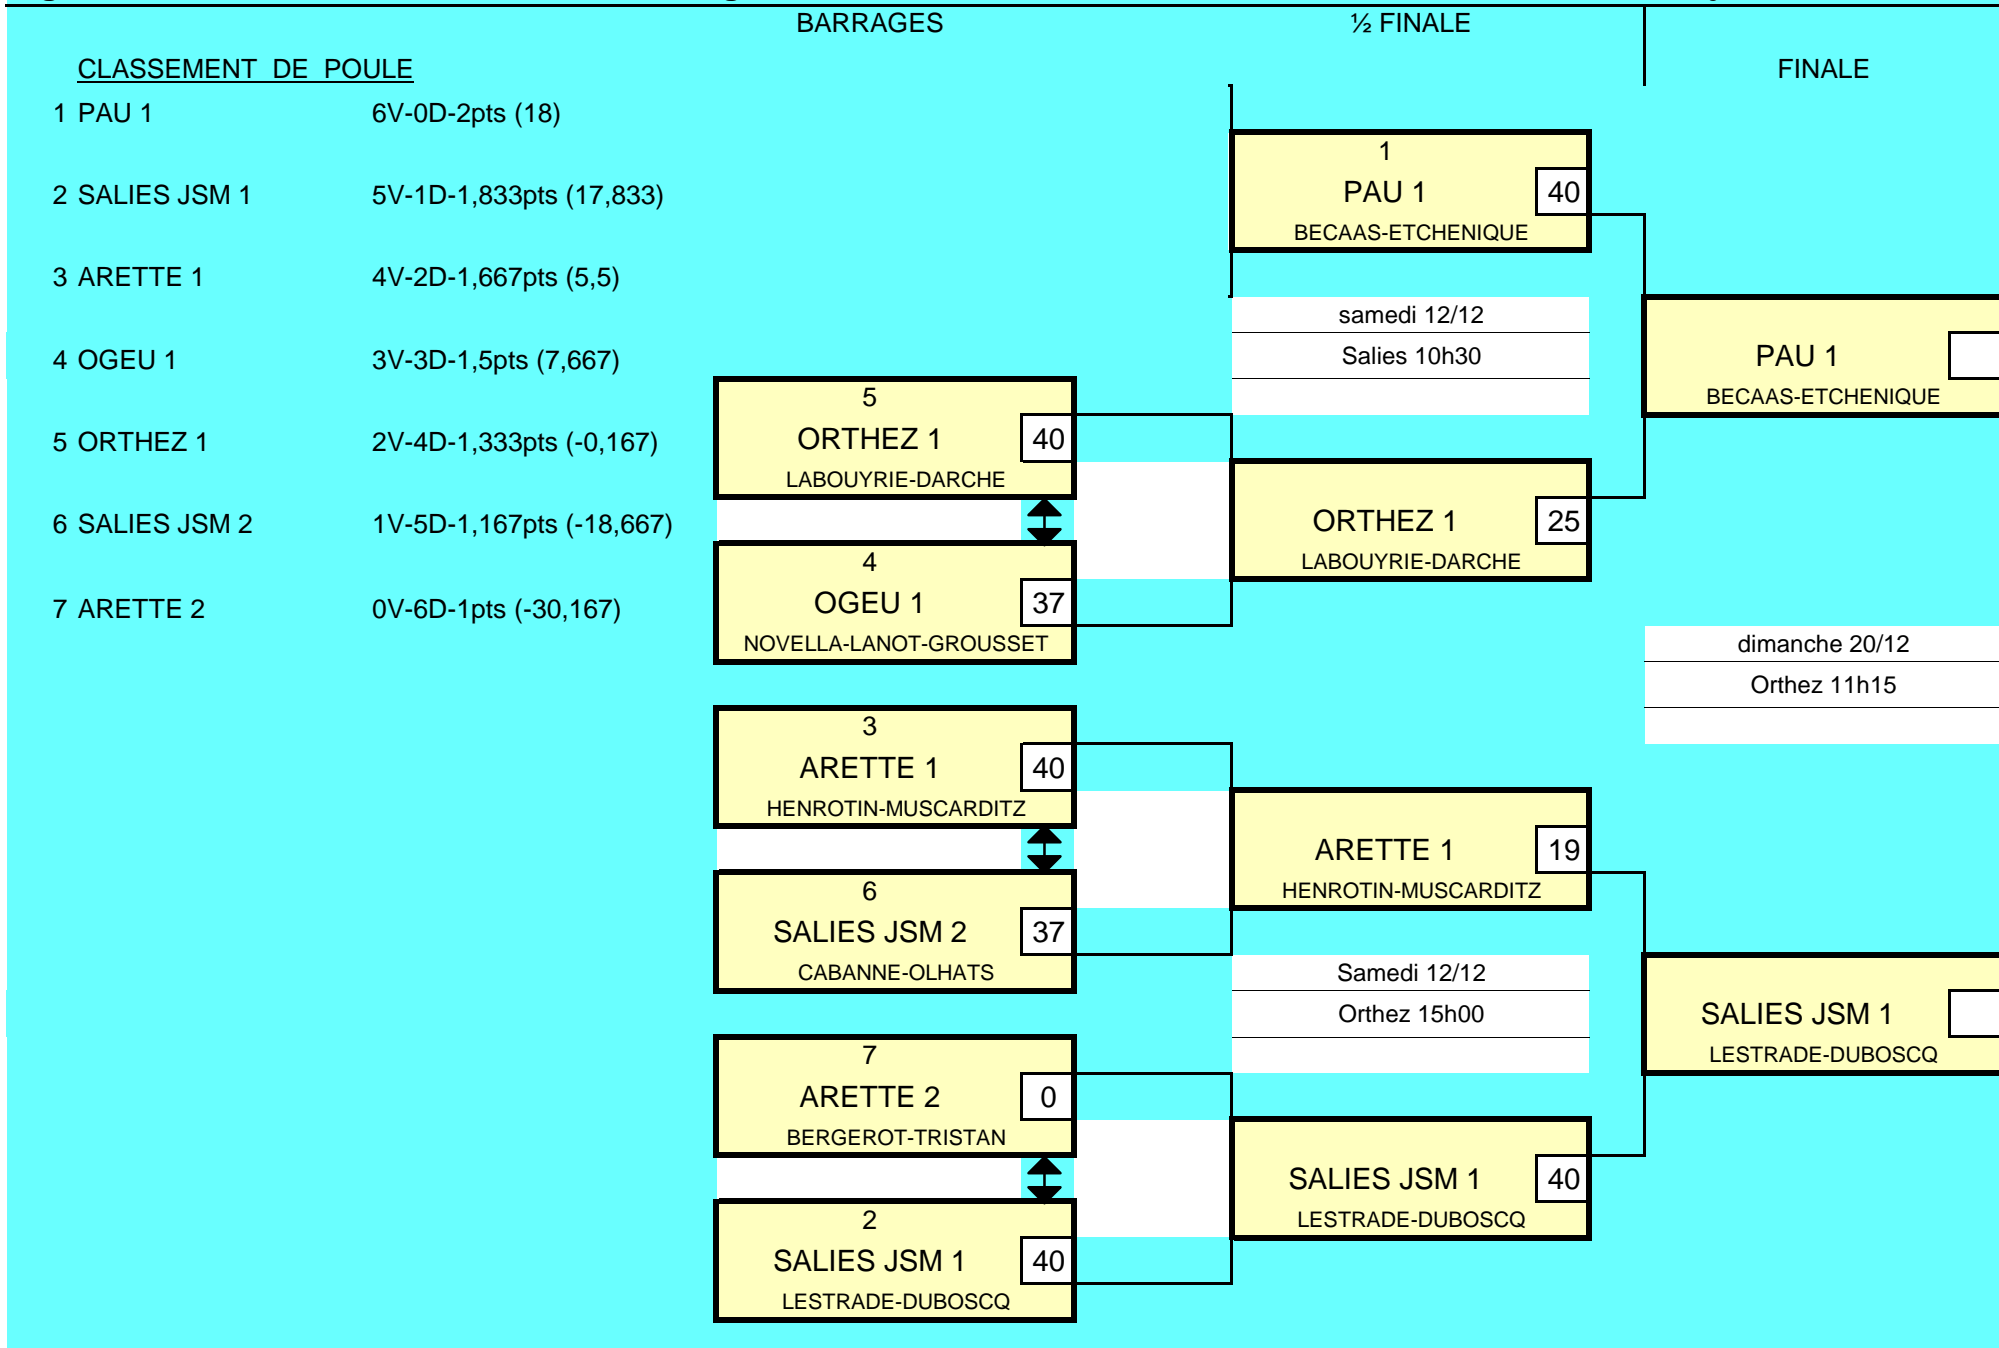 BARRAGES
½ FINALE
CLASSEMENT DE POULE
FINALE
1 PAU 1 6V-0D-2pts (18)
2 SALIES JSM 1 5V-1D-1,833pts (17,833)
3 ARETTE 1 4V-2D-1,667pts (5,5)
4 OGEU 1 3V-3D-1,5pts (7,667)
5 ORTHEZ 1 2V-4D-1,333pts (-0,167)
6 SALIES JSM 2 1V-5D-1,167pts (-18,667)
7 ARETTE 2 0V-6D-1pts (-30,167)
5
ORTHEZ 1 40
LABOUYRIE-DARCHE
4
OGEU 1 37
NOVELLA-LANOT-GROUSSET
3
ARETTE 1 40
HENROTIN-MUSCARDITZ
6
SALIES JSM 2 37
CABANNE-OLHATS
7
ARETTE 2 0
BERGEROT-TRISTAN
2
SALIES JSM 1 40
LESTRADE-DUBOSCQ
1
PAU 1 40
BECAAS-ETCHENIQUE
samedi 12/12
Salies 10h30
ORTHEZ 1 25
LABOUYRIE-DARCHE
ARETTE 1 19
HENROTIN-MUSCARDITZ
Samedi 12/12
Orthez 15h00
SALIES JSM 1 40
LESTRADE-DUBOSCQ
PAU 1
BECAAS-ETCHENIQUE
dimanche 20/12
Orthez 11h15
SALIES JSM 1
LESTRADE-DUBOSCQ